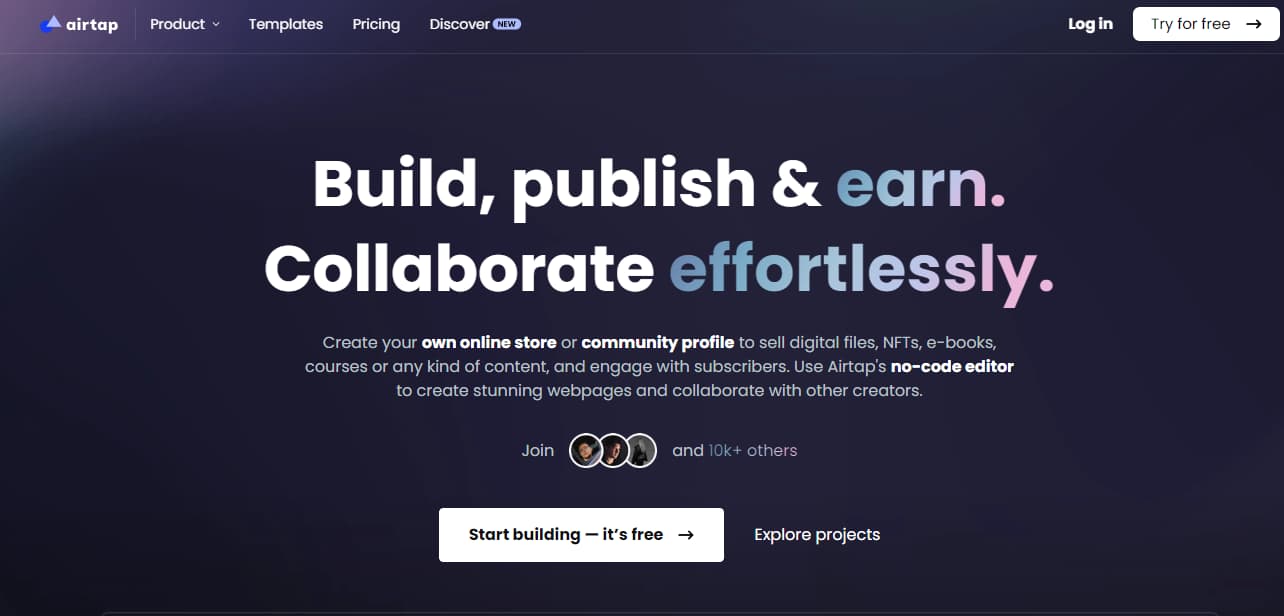 airtap Product Templates Pricing Discover NEW Log in Try for free →
Build, publish & earn.
Collaborate effortlessly.
Create your own online store or community profile to sell digital files, NFTs, e-books,
courses or any kind of content, and engage with subscribers. Use Airtap's no-code editor
to create stunning webpages and collaborate with other creators.
Join and 10k+ others
Start building — it’s free → Explore projects